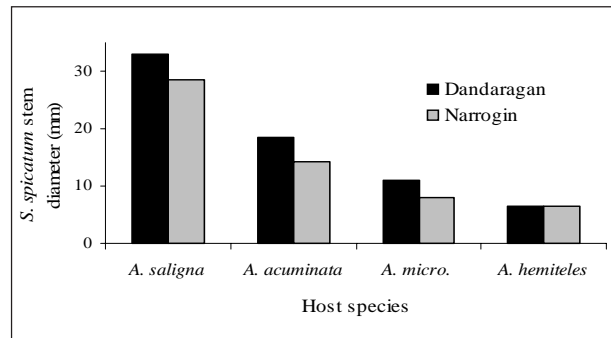 S. spicatum stem
diameter (mm)
30
20
10
0
Dandaragan
Narrogin
A. saligna A. acuminata A. micro. A. hemiteles
Host species